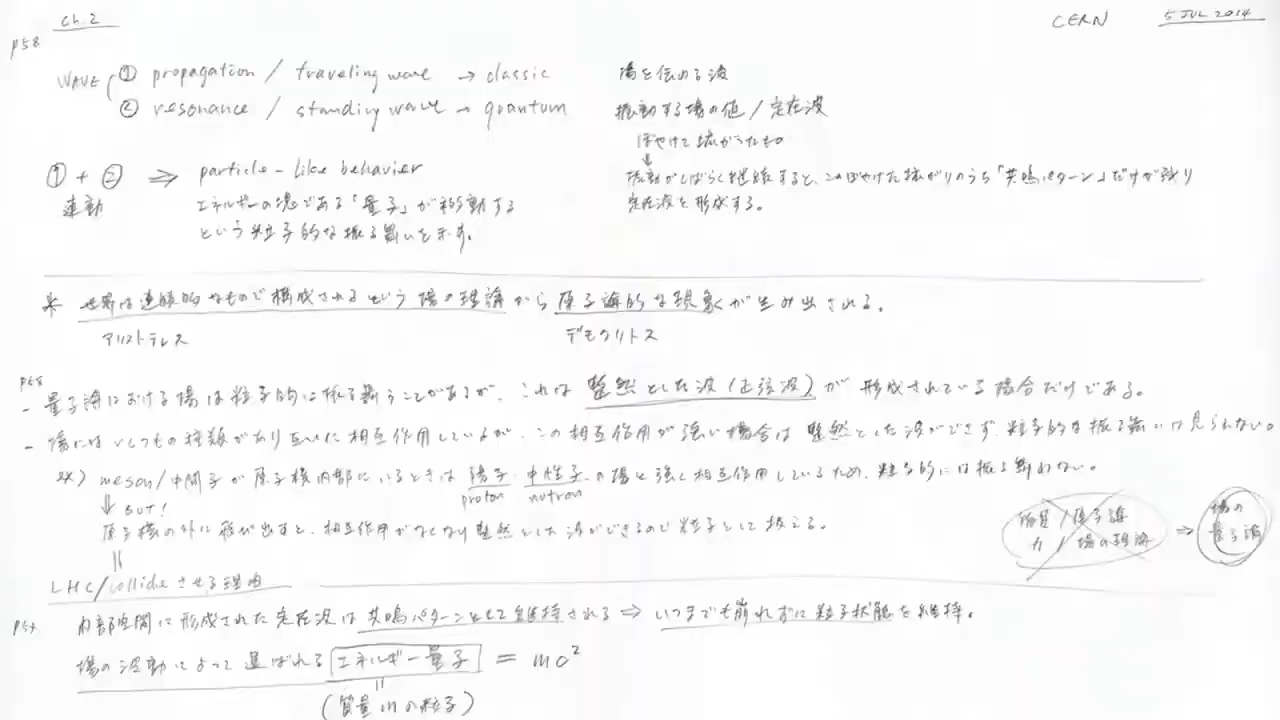 Ch.2
CERN 5 JUL 2014
p58
WAVE ① propagation / traveling wave → classic 場を伝わる波
② resonance / standing wave → quantum 振動する場の値 / 定在波
ぼやけて拡がったもの
① + ② ⇒ particle-like behavior
振動がしばらく継続すると、このぼやけた拡がりのうち「共鳴パターン」だけが残り
連動 エネルギーの塊である「量子」が移動する 定在波を形成する。
という粒子的な振る舞いを示す。
※ 世界は連続的なもので構成されるという場の理論から原子論的な現象が生み出される。
アリストテレス デモクリトス
- 量子論における場は粒子的に振る舞うことがあるが、これは整然とした波(正弦波)が形成されている場合だけである。
- 場にはいくつもの種類があり互いに相互作用しているが、この相互作用が強い場合は整然とした波ができず、粒子的な振る舞いは見られない。
ex) meson/中間子が原子核内部にいるときは陽子・中性子の場と強く相互作用しているため、粒子的には振る舞わない。
proton nutron
⇓ BUT!
原子核の外に飛び出すと、相互作用がなくなり整然とした波ができるので粒子として扱える。
物質/原子論 ⇒ 場の
力/場の理論 量子論
LHC/collideさせる理由
内部空間に形成された定在波は共鳴パターンとして維持される ⇒ いつまでも崩れずに粒子状態を維持。
場の波動によって運ばれるエネルギー量子 = mc²
(質量mの粒子)